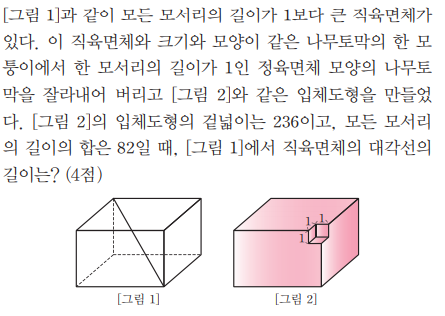 [그림 1]과 같이 모든 모서리의 길이가 1보다 큰 직육면체가
있다. 이 직육면체와 크기와 모양이 같은 나무토막의 한 모
퉁이에서 한 모서리의 길이가 1인 정육면체 모양의 나무토
막을 잘라내어 버리고 [그림 2]와 같은 입체도형을 만들었
다. [그림 2]의 입체도형의 겉넓이는 236이고, 모든 모서리
의 길이의 합은 82일 때, [그림 1]에서 직육면체의 대각선의
길이는? (4점)
1 1
1
[그림 1] [그림 2]